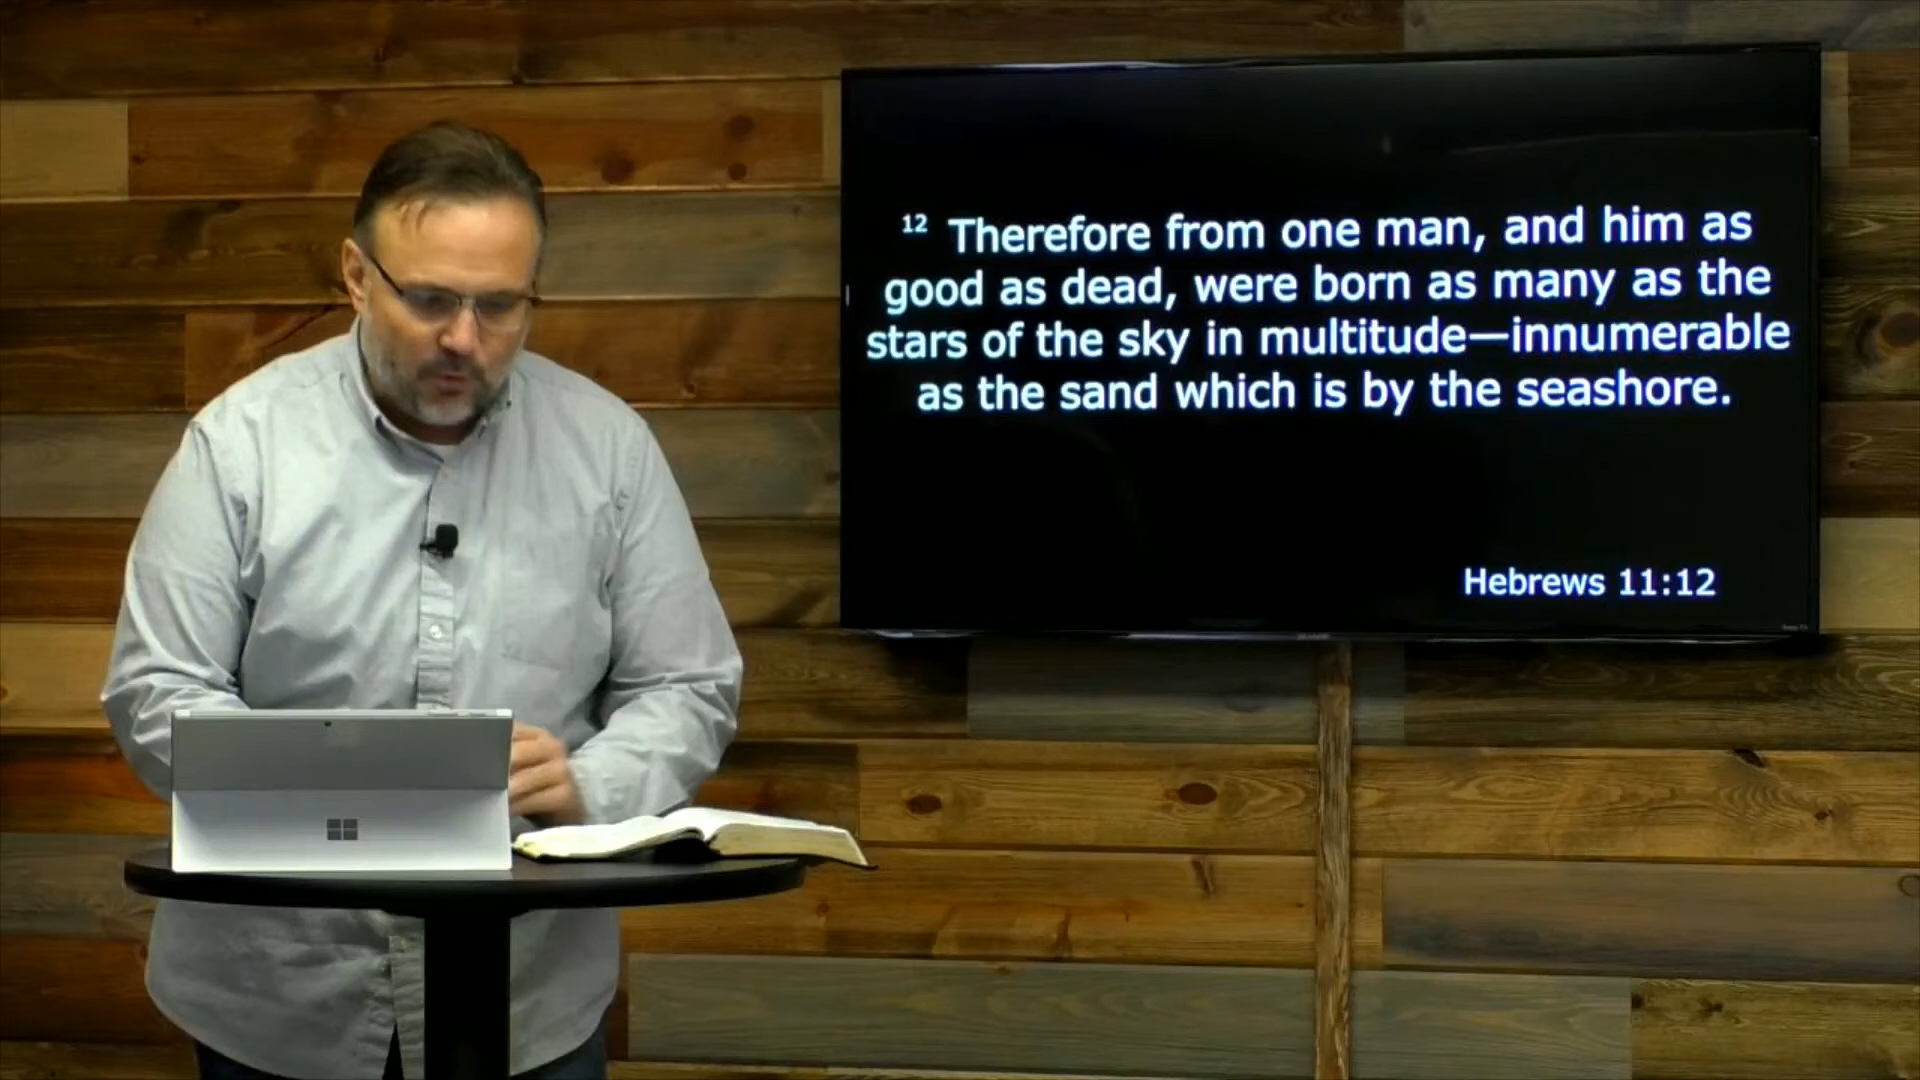 12 Therefore from one man, and him as
good as dead, were born as many as the
stars of the sky in multitude—innumerable
as the sand which is by the seashore.
Hebrews 11:12